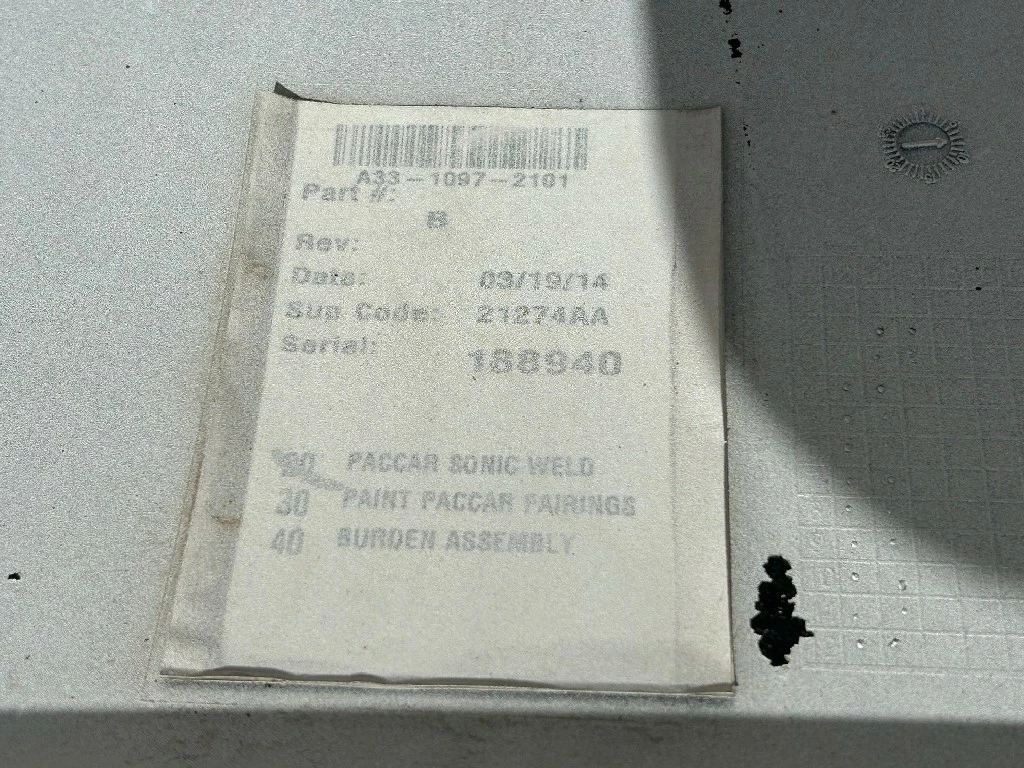 A33-1097-2101
Part #:
B
Rev:
Date: 03/19/14
Sup Code: 21274AA
Serial: 168940
PACCAR SONIC WELD
30 PAINT PACCAR FAIRINGS
40 BURDEN ASSEMBLY